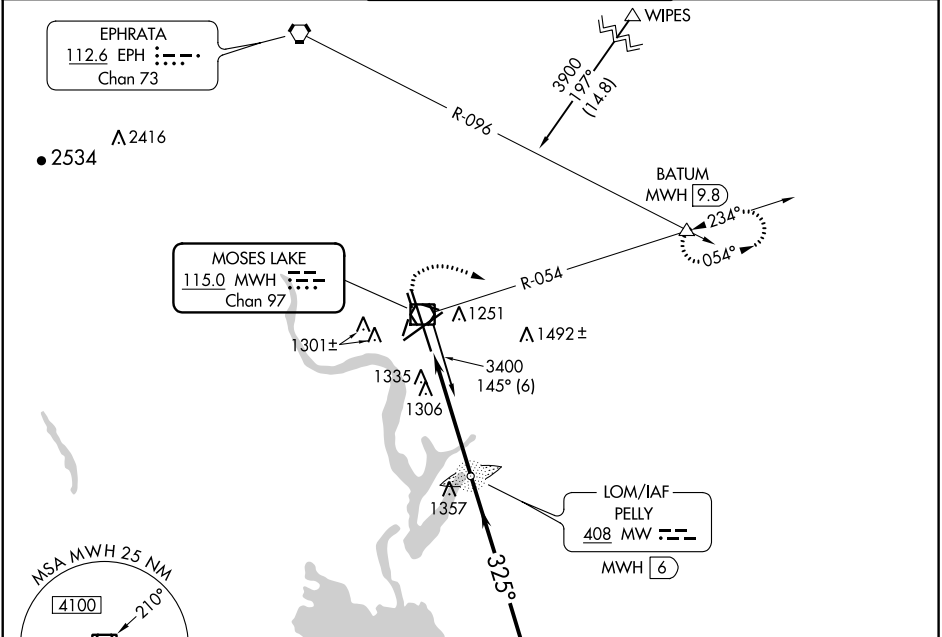 EPHRATA
112.6 EPH
Chan 73
WIPES
3900
197°
(14.8)
R-096
2416
2534
BATUM
MWH 9.8
234°
054°
MOSES LAKE
115.0 MWH
Chan 97
R-054
1251
1492±
1301±
3400
145° (6)
1335
1306
1357
LOM/IAF
PELLY
408 MW
MWH 6
325°
MSA MWH 25 NM
4100
210°